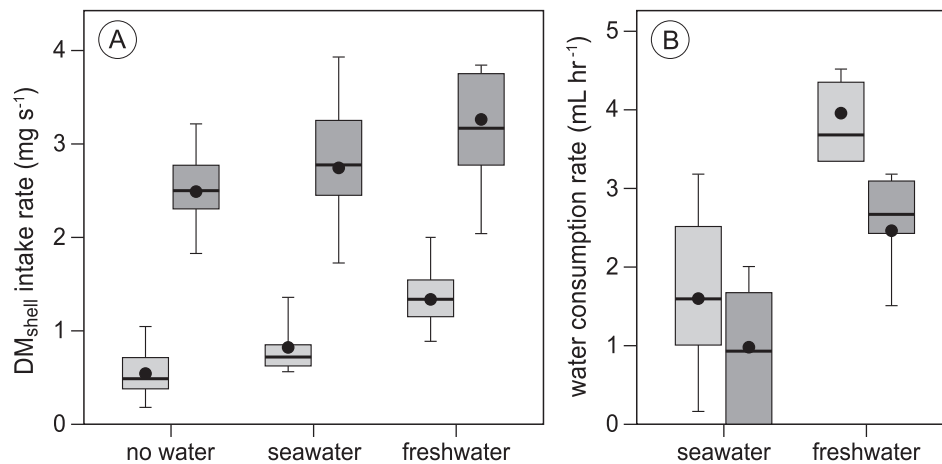 A
DM_shell intake rate (mg s⁻¹)
4
3
2
1
0
no water seawater freshwater
B
water consumption rate (mL hr⁻¹)
5
4
3
2
1
0
seawater freshwater